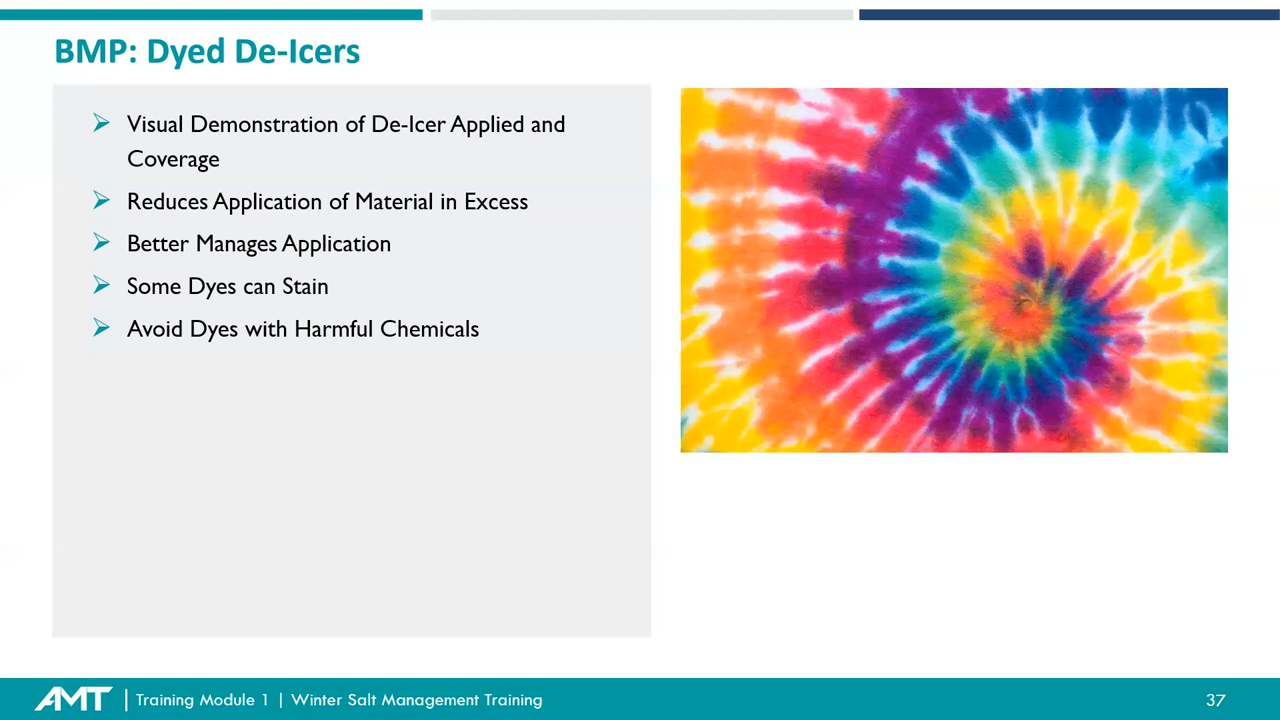 BMP: Dyed De-Icers
➢ Visual Demonstration of De-Icer Applied and
Coverage
➢ Reduces Application of Material in Excess
➢ Better Manages Application
➢ Some Dyes can Stain
➢ Avoid Dyes with Harmful Chemicals
AMT | Training Module 1 | Winter Salt Management Training 37